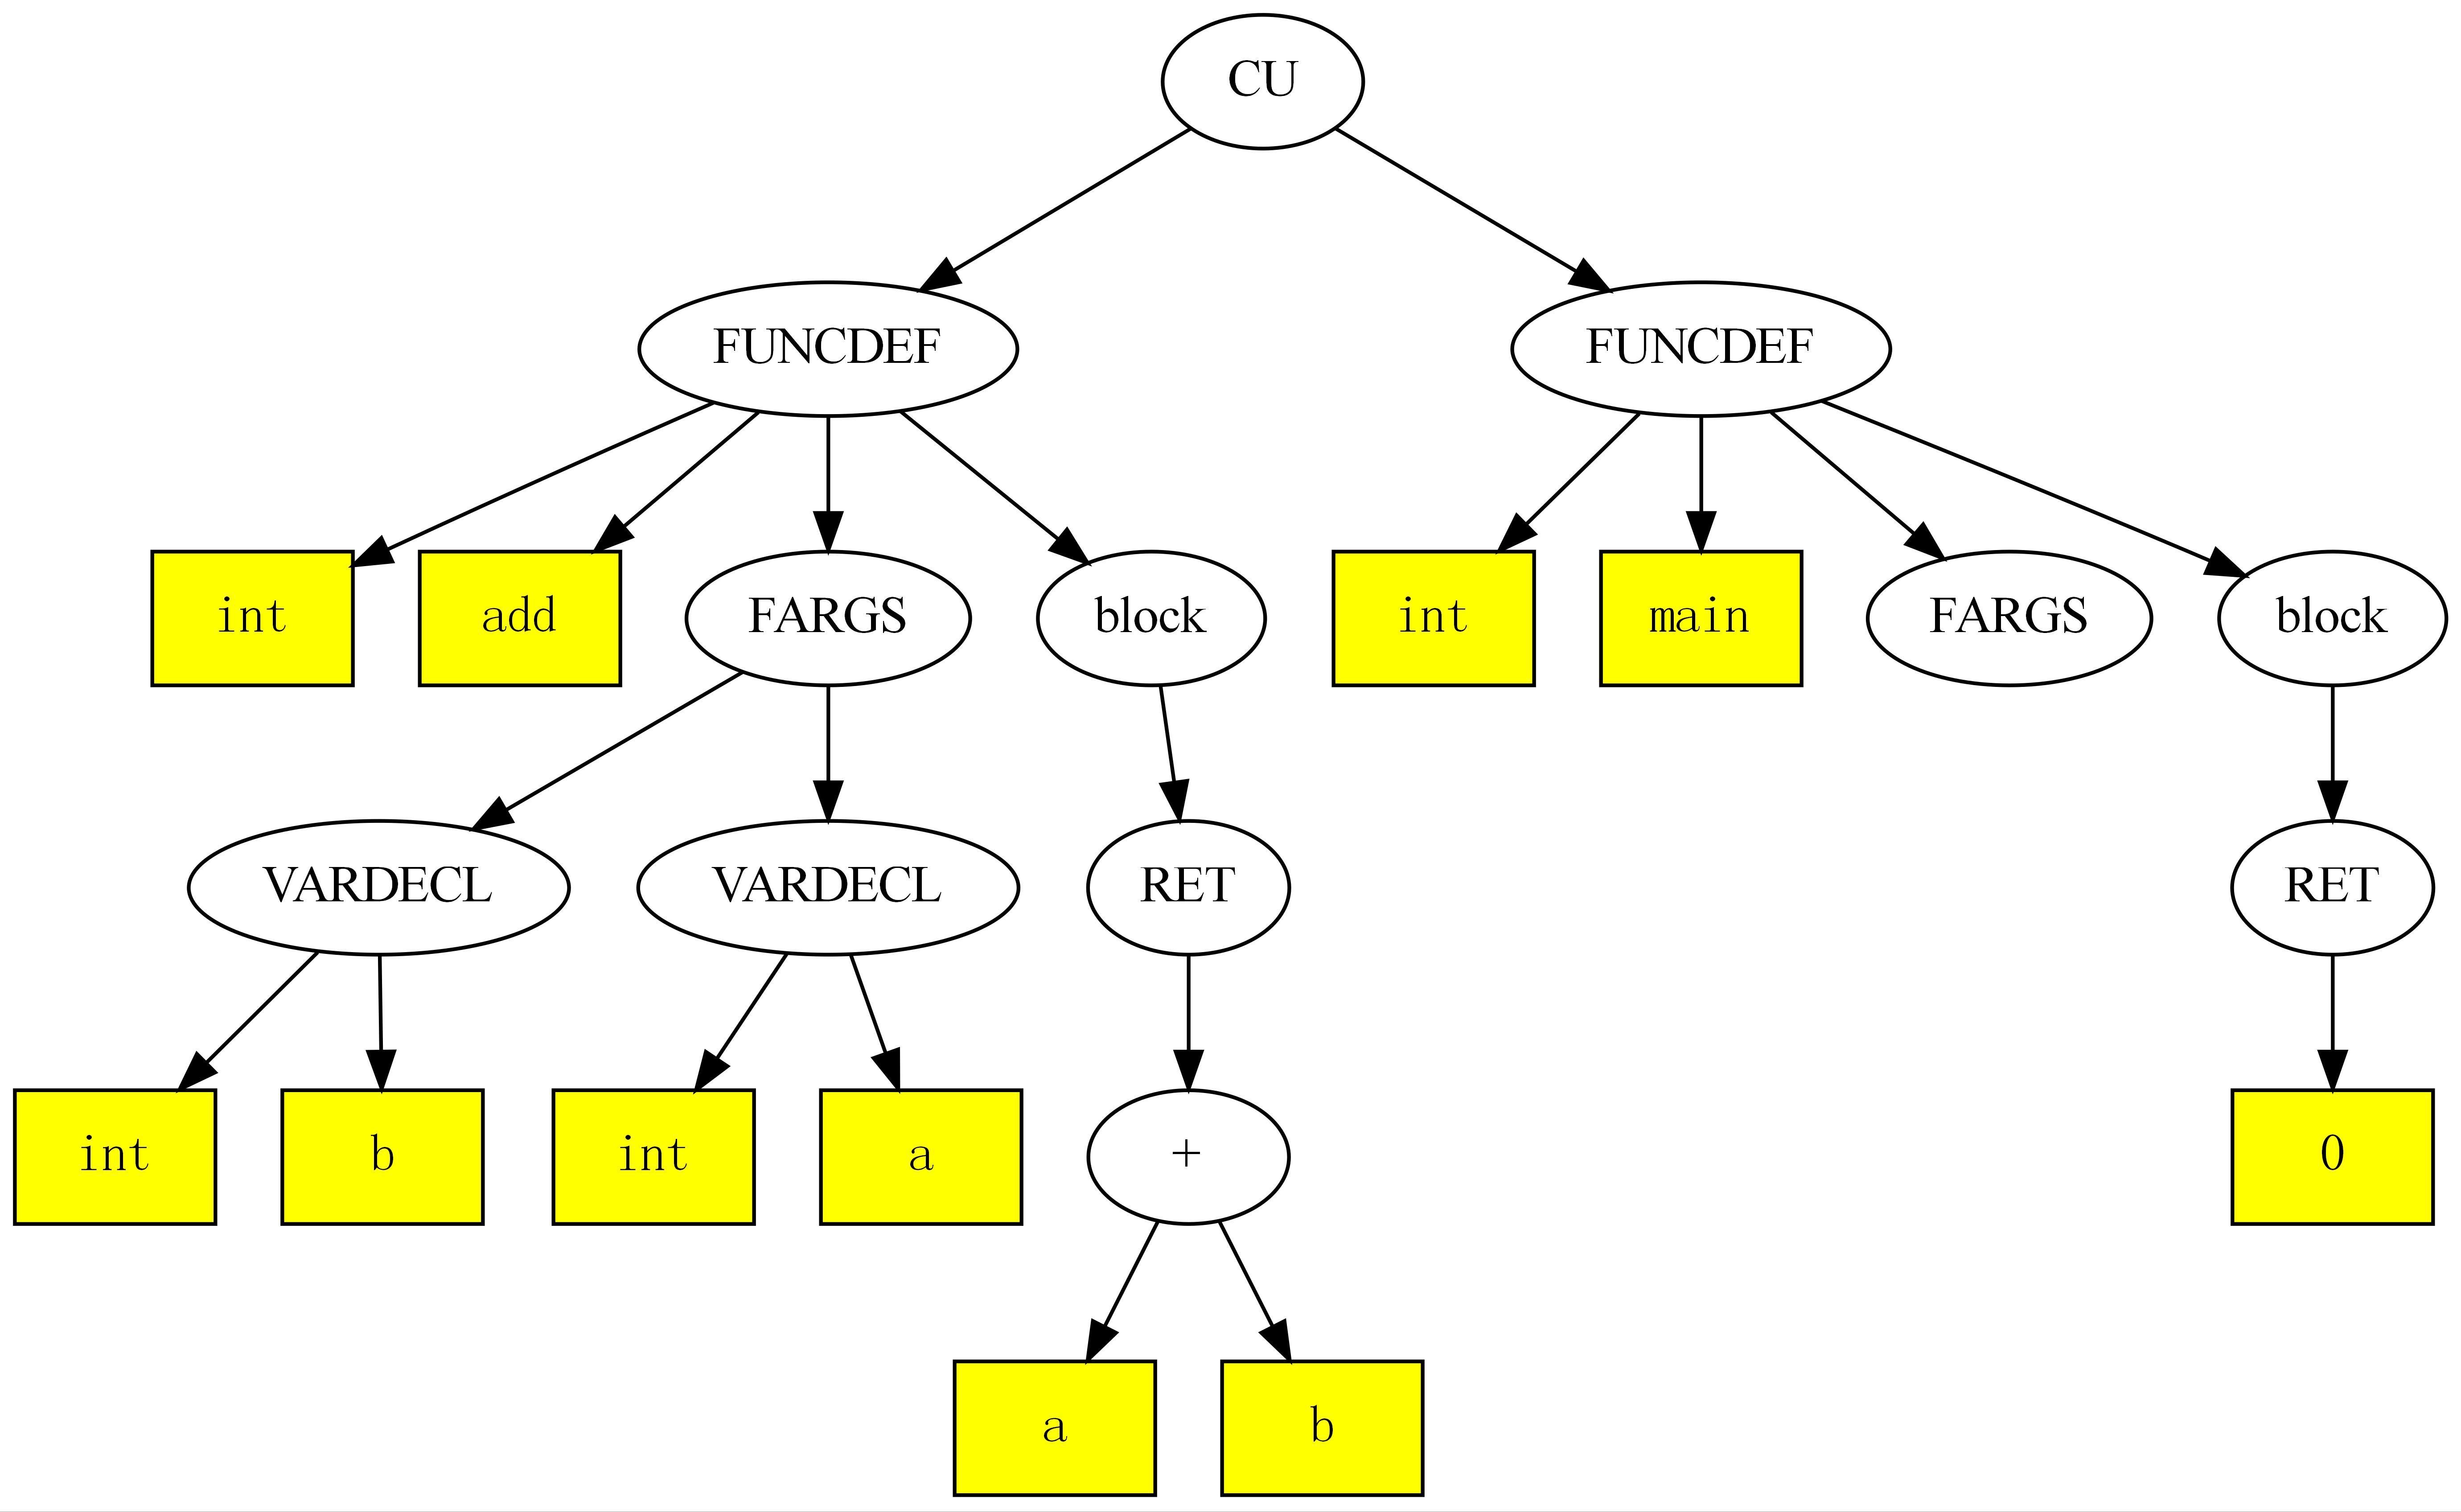 CU
FUNCDEF FUNCDEF
int add FARGS block int main FARGS block
VARDECL VARDECL RET RET
int b int a + 0
a b